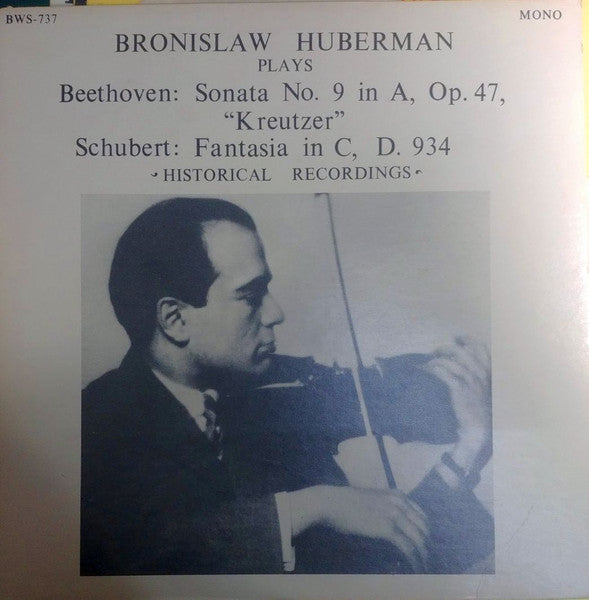 BWS-737
MONO
BRONISLAW HUBERMAN
PLAYS
Beethoven: Sonata No. 9 in A, Op. 47,
"Kreutzer"
Schubert: Fantasia in C, D. 934
HISTORICAL RECORDINGS